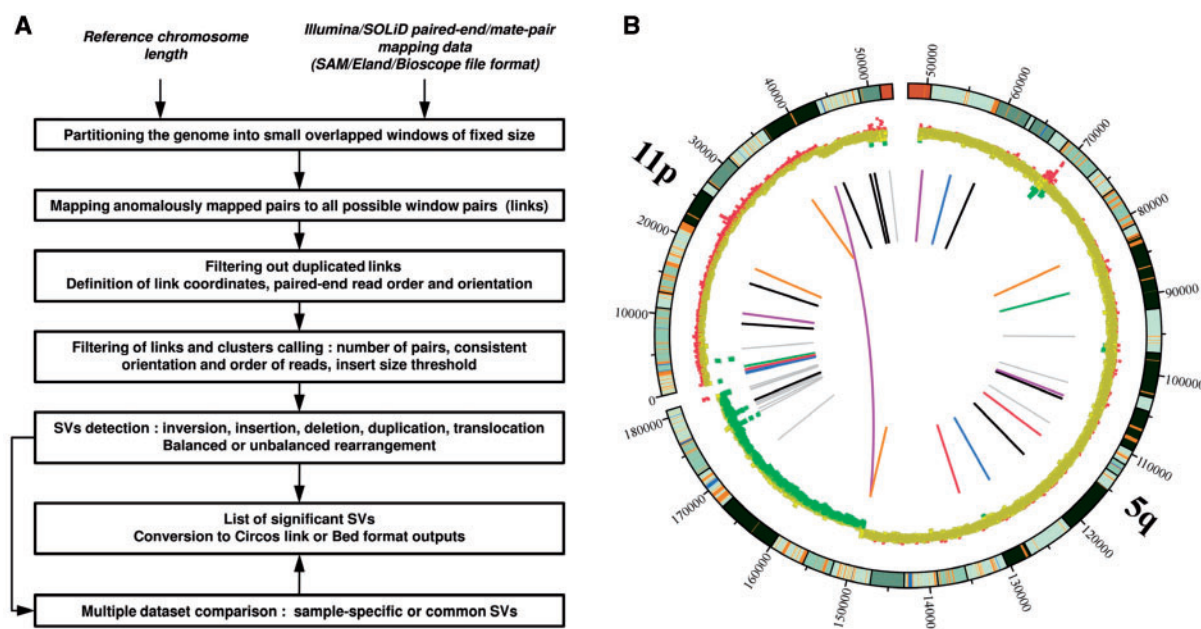 A
Reference chromosome
length
Illumina/SOLiD paired-end/mate-pair
mapping data
(SAM/Eland/Bioscope file format)
Partitioning the genome into small overlapped windows of fixed size
Mapping anomalously mapped pairs to all possible window pairs (links)
Filtering out duplicated links
Definition of link coordinates, paired-end read order and orientation
Filtering of links and clusters calling : number of pairs, consistent
orientation and order of reads, insert size threshold
SVs detection : inversion, insertion, deletion, duplication, translocation
Balanced or unbalanced rearrangement
List of significant SVs
Conversion to Circos link or Bed format outputs
Multiple dataset comparison : sample-specific or common SVs
B
11p
0
10000
20000
30000
40000
50000
5q
50000
60000
70000
80000
90000
100000
110000
120000
130000
140000
150000
160000
170000
180000